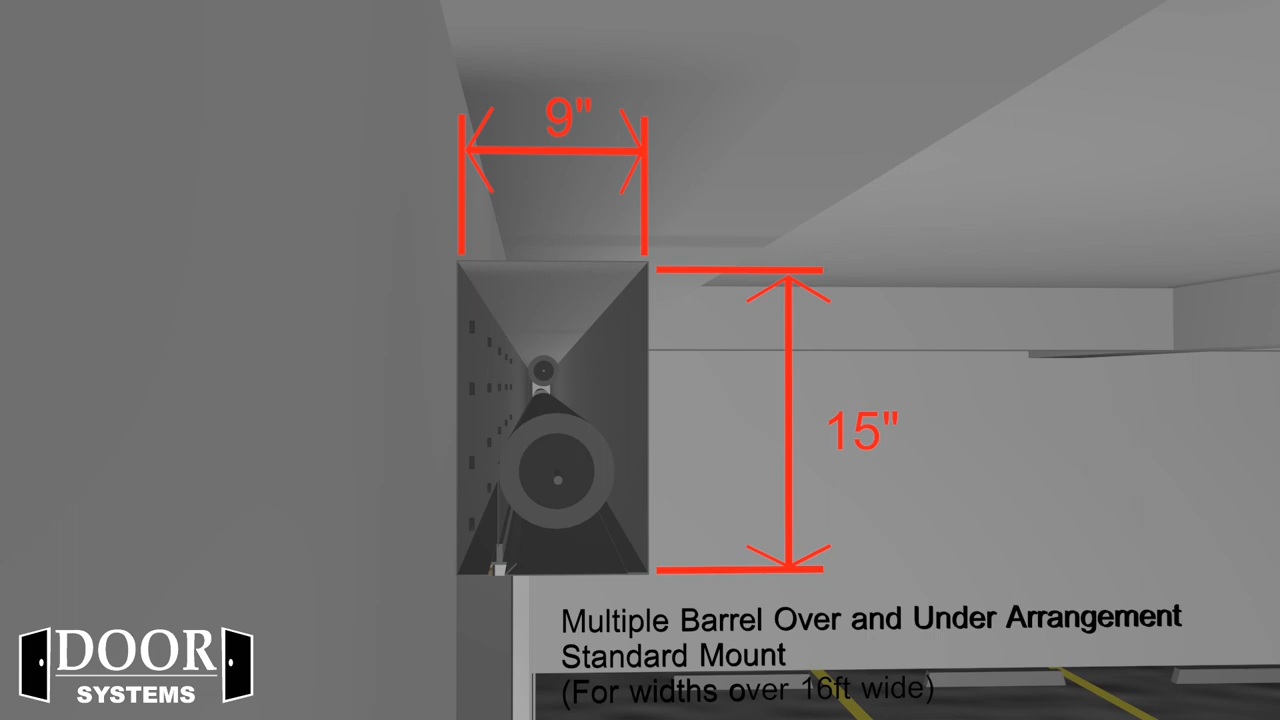 9"
15"
Multiple Barrel Over and Under Arrangement
Standard Mount
(For widths over 16ft wide)
DOOR
SYSTEMS